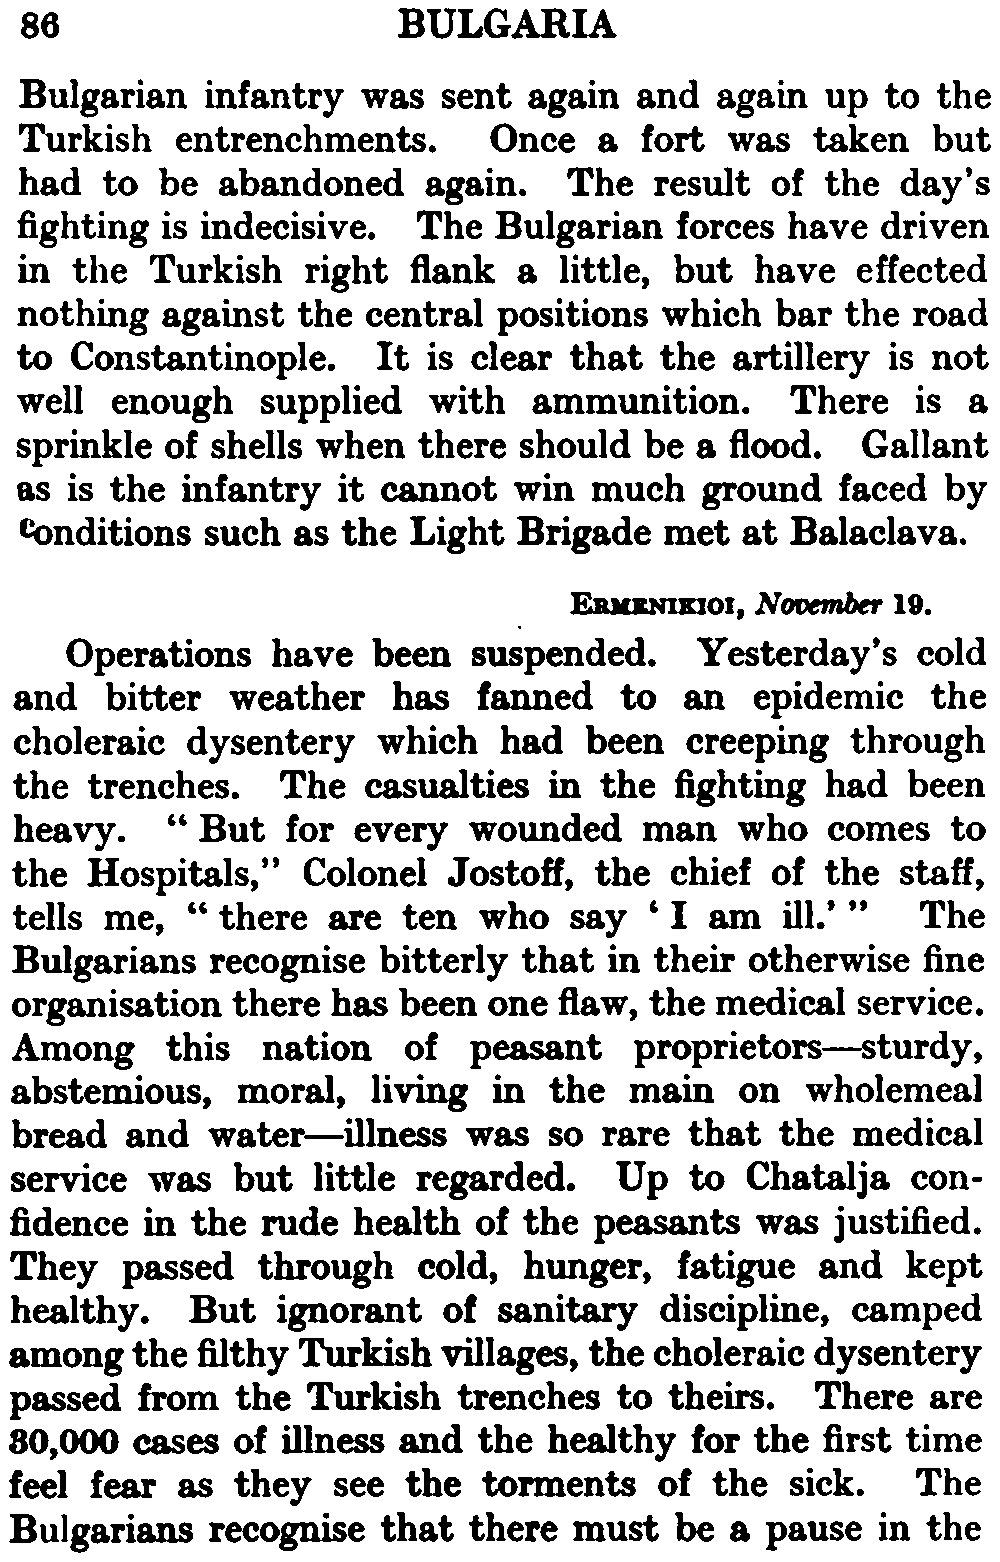 86 BULGARIA
Bulgarian infantry was sent again and again up to the
Turkish entrenchments. Once a fort was taken but
had to be abandoned again. The result of the day's
fighting is indecisive. The Bulgarian forces have driven
in the Turkish right flank a little, but have effected
nothing against the central positions which bar the road
to Constantinople. It is clear that the artillery is not
well enough supplied with ammunition. There is a
sprinkle of shells when there should be a flood. Gallant
as is the infantry it cannot win much ground faced by
conditions such as the Light Brigade met at Balaclava.
ERMENIKIOI, November 19.
Operations have been suspended. Yesterday's cold
and bitter weather has fanned to an epidemic the
choleraic dysentery which had been creeping through
the trenches. The casualties in the fighting had been
heavy. “ But for every wounded man who comes to
the Hospitals,” Colonel Jostoff, the chief of the staff,
tells me, “ there are ten who say ‘ I am ill.’ ” The
Bulgarians recognise bitterly that in their otherwise fine
organisation there has been one flaw, the medical service.
Among this nation of peasant proprietors—sturdy,
abstemious, moral, living in the main on wholemeal
bread and water—illness was so rare that the medical
service was but little regarded. Up to Chatalja con-
fidence in the rude health of the peasants was justified.
They passed through cold, hunger, fatigue and kept
healthy. But ignorant of sanitary discipline, camped
among the filthy Turkish villages, the choleraic dysentery
passed from the Turkish trenches to theirs. There are
30,000 cases of illness and the healthy for the first time
feel fear as they see the torments of the sick. The
Bulgarians recognise that there must be a pause in the